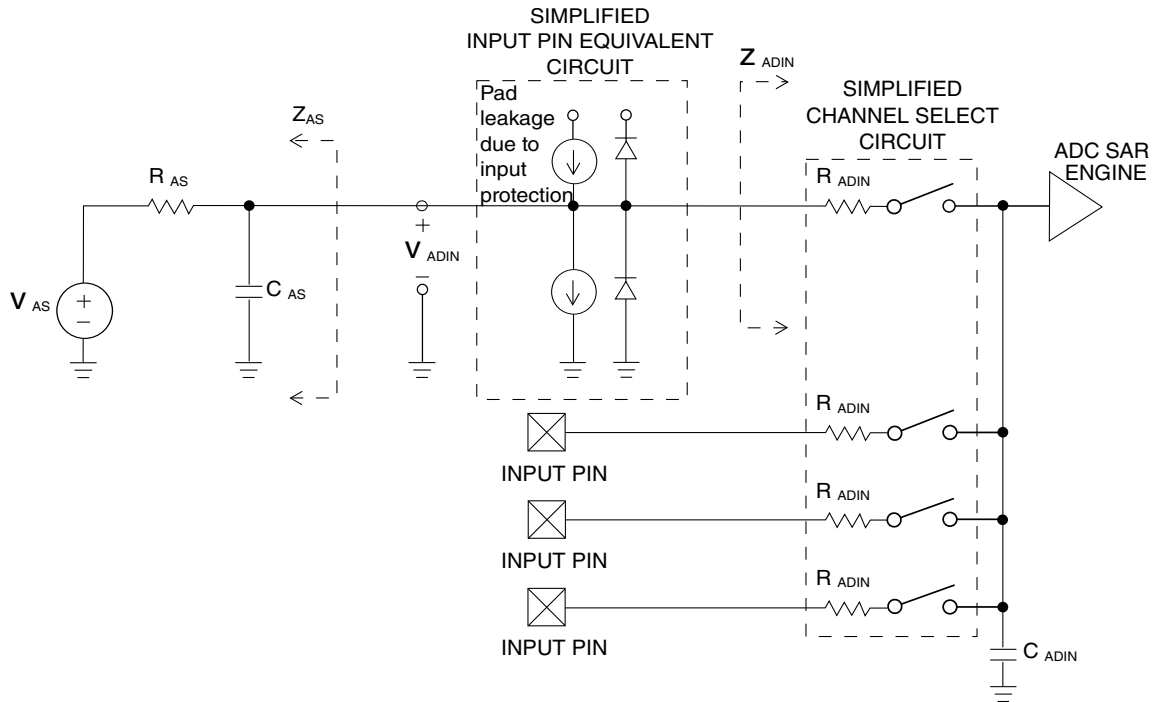 SIMPLIFIED
INPUT PIN EQUIVALENT
CIRCUIT
Z ADIN
SIMPLIFIED
CHANNEL SELECT
CIRCUIT
Pad
leakage
due to
input
protection
ZAS
R AS
R ADIN
ADC SAR
ENGINE
+
V ADIN
–
V AS
+
–
C AS
R ADIN
INPUT PIN
R ADIN
INPUT PIN
R ADIN
INPUT PIN
C ADIN